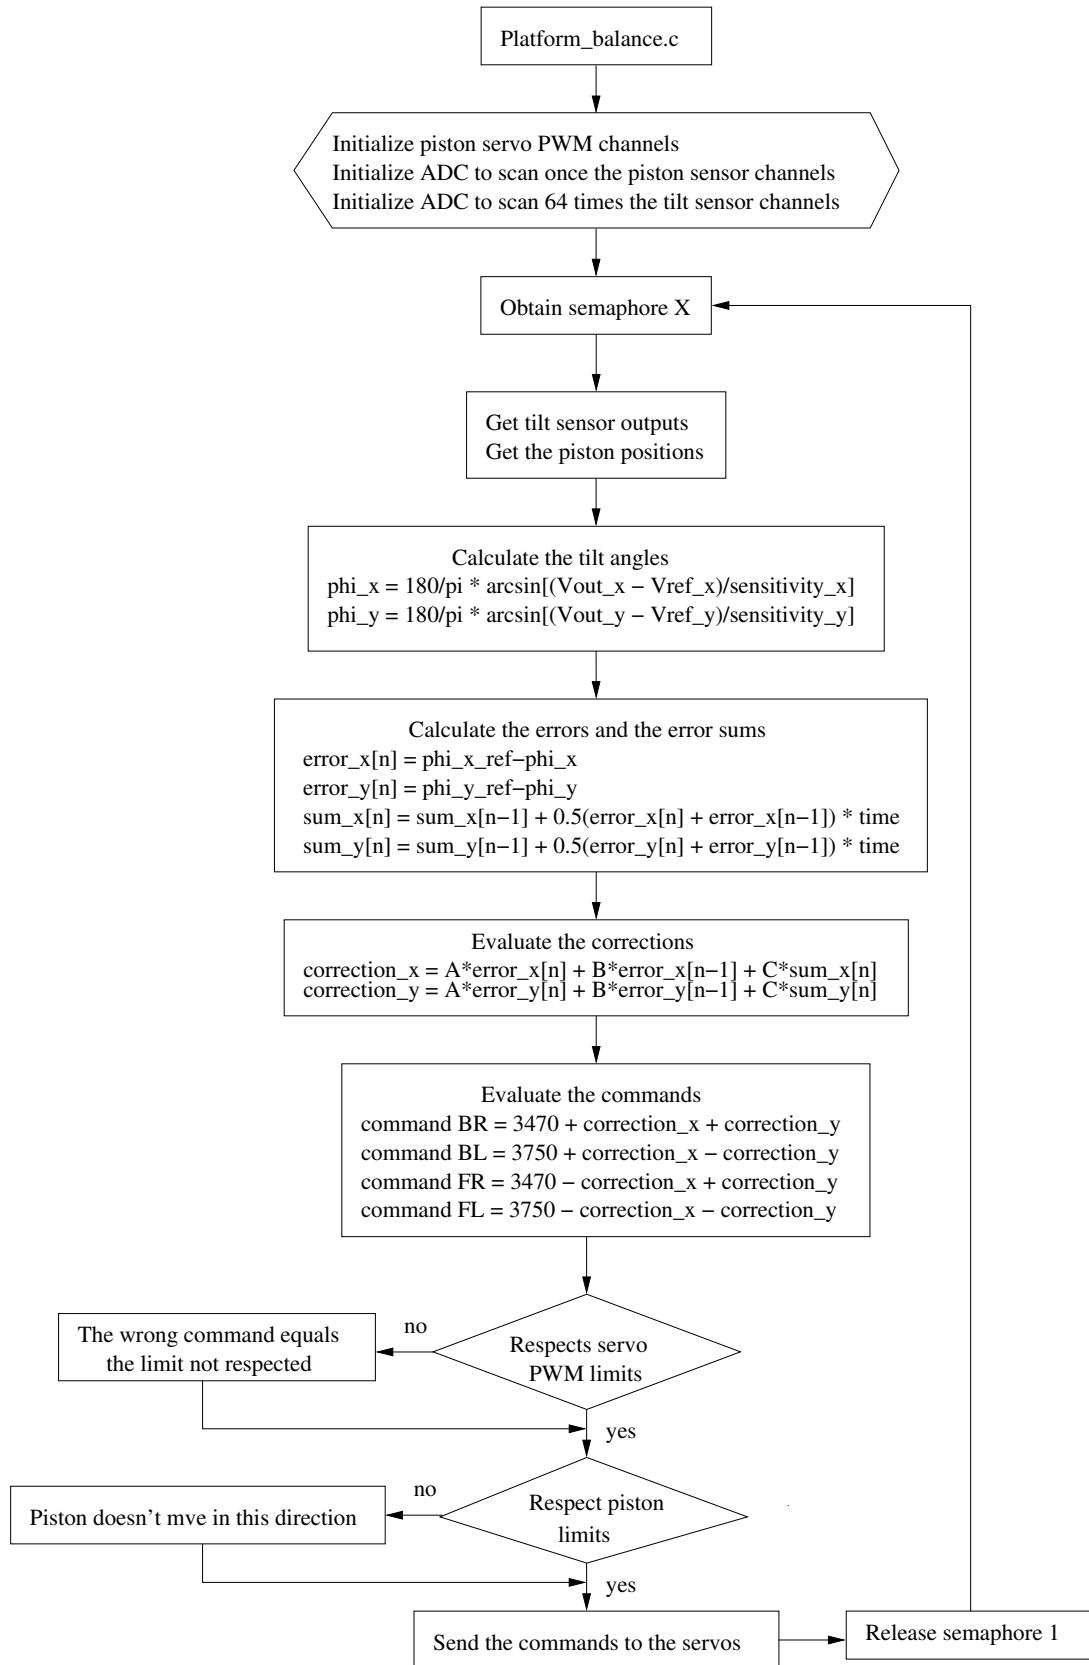 Platform_balance.c
Initialize piston servo PWM channels
Initialize ADC to scan once the piston sensor channels
Initialize ADC to scan 64 times the tilt sensor channels
Obtain semaphore X
Get tilt sensor outputs
Get the piston positions
Calculate the tilt angles
phi_x = 180/pi * arcsin[(Vout_x − Vref_x)/sensitivity_x]
phi_y = 180/pi * arcsin[(Vout_y − Vref_y)/sensitivity_y]
Calculate the errors and the error sums
error_x[n] = phi_x_ref−phi_x
error_y[n] = phi_y_ref−phi_y
sum_x[n] = sum_x[n−1] + 0.5(error_x[n] + error_x[n−1]) * time
sum_y[n] = sum_y[n−1] + 0.5(error_y[n] + error_y[n−1]) * time
Evaluate the corrections
correction_x = A*error_x[n] + B*error_x[n−1] + C*sum_x[n]
correction_y = A*error_y[n] + B*error_y[n−1] + C*sum_y[n]
Evaluate the commands
command BR = 3470 + correction_x + correction_y
command BL = 3750 + correction_x − correction_y
command FR = 3470 − correction_x + correction_y
command FL = 3750 − correction_x − correction_y
Respects servo
PWM limits
no
The wrong command equals
the limit not respected
yes
Respect piston
limits
no
Piston doesn't mve in this direction
yes
Send the commands to the servos
Release semaphore 1